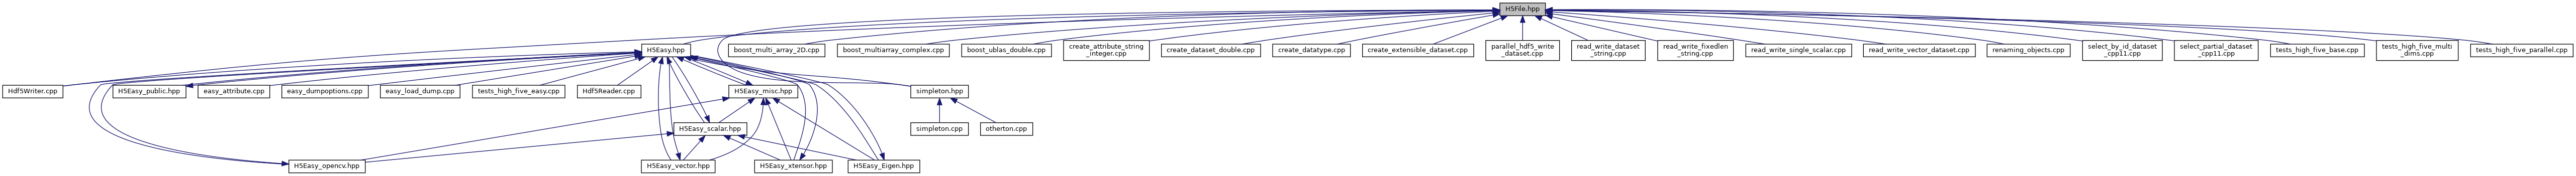 H5File.hpp
H5Easy.hpp
boost_multi_array_2D.cpp
boost_multiarray_complex.cpp
boost_ublas_double.cpp
create_attribute_string
_integer.cpp
create_dataset_double.cpp
create_datatype.cpp
create_extensible_dataset.cpp
parallel_hdf5_write
_dataset.cpp
read_write_dataset
_string.cpp
read_write_fixedlen
_string.cpp
read_write_single_scalar.cpp
read_write_vector_dataset.cpp
renaming_objects.cpp
select_by_id_dataset
_cpp11.cpp
select_partial_dataset
_cpp11.cpp
tests_high_five_base.cpp
tests_high_five_multi
_dims.cpp
tests_high_five_parallel.cpp
Hdf5Writer.cpp
H5Easy_public.hpp
easy_attribute.cpp
easy_dumpoptions.cpp
easy_load_dump.cpp
tests_high_five_easy.cpp
Hdf5Reader.cpp
H5Easy_misc.hpp
simpleton.hpp
H5Easy_scalar.hpp
simpleton.cpp
otherton.cpp
H5Easy_opencv.hpp
H5Easy_vector.hpp
H5Easy_xtensor.hpp
H5Easy_Eigen.hpp